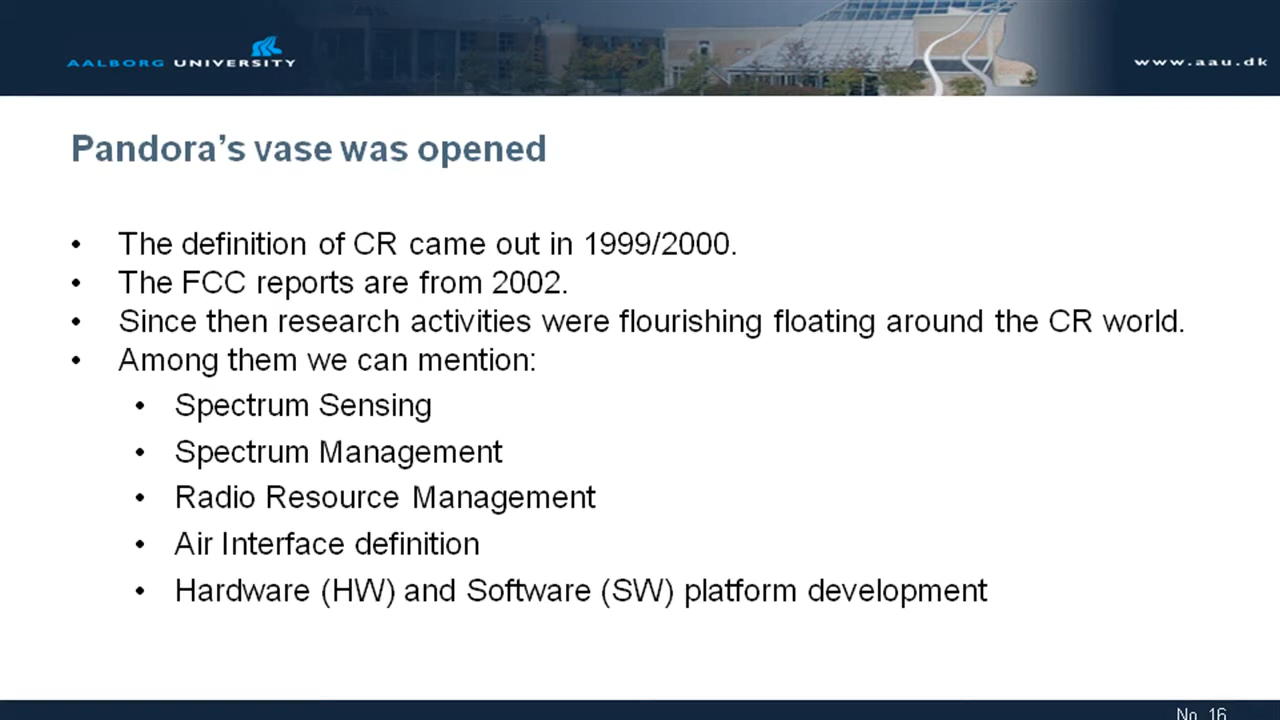 AALBORG UNIVERSITY
www.aau.dk
Pandora's vase was opened
• The definition of CR came out in 1999/2000.
• The FCC reports are from 2002.
• Since then research activities were flourishing floating around the CR world.
• Among them we can mention:
• Spectrum Sensing
• Spectrum Management
• Radio Resource Management
• Air Interface definition
• Hardware (HW) and Software (SW) platform development
No. 16